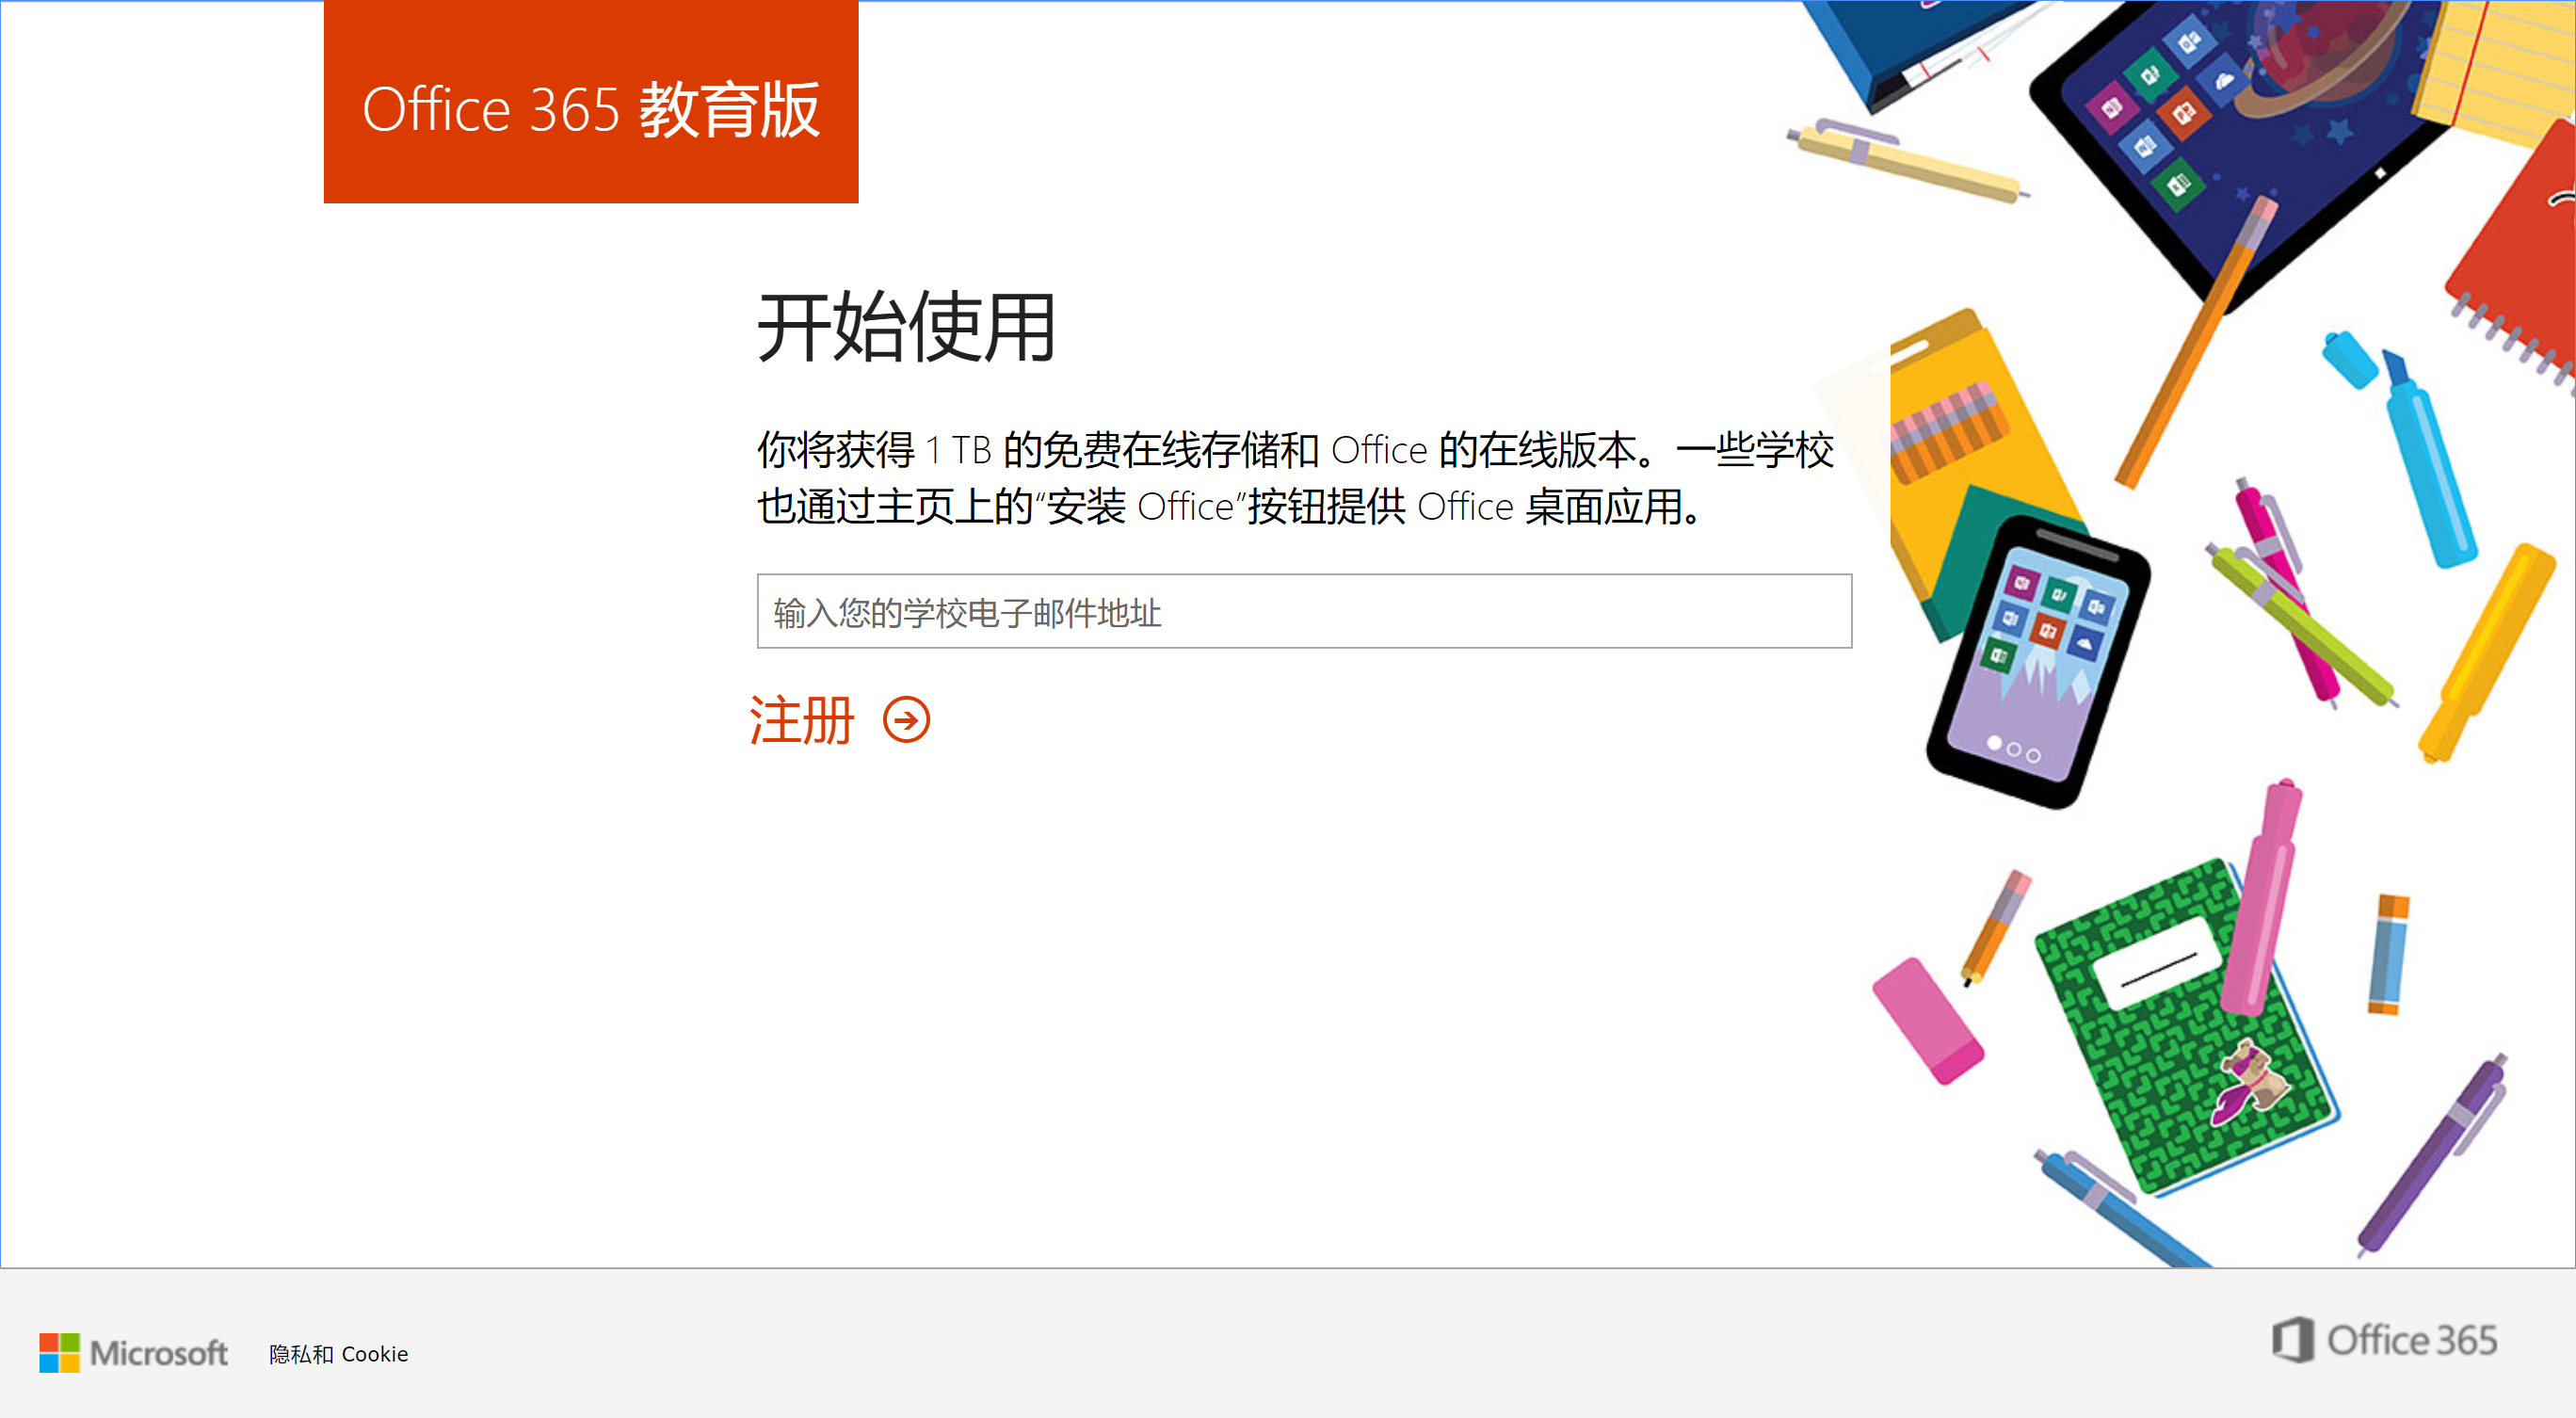 Office 365 教育版
开始使用
你将获得 1 TB 的免费在线存储和 Office 的在线版本。一些学校
也通过主页上的“安装 Office”按钮提供 Office 桌面应用。
输入您的学校电子邮件地址
注册
Microsoft 隐私和 Cookie
Office 365